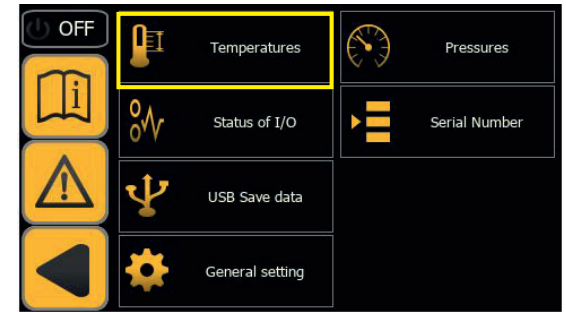 OFF
Temperatures
Pressures
i
Status of I/O
Serial Number
USB Save data
General setting